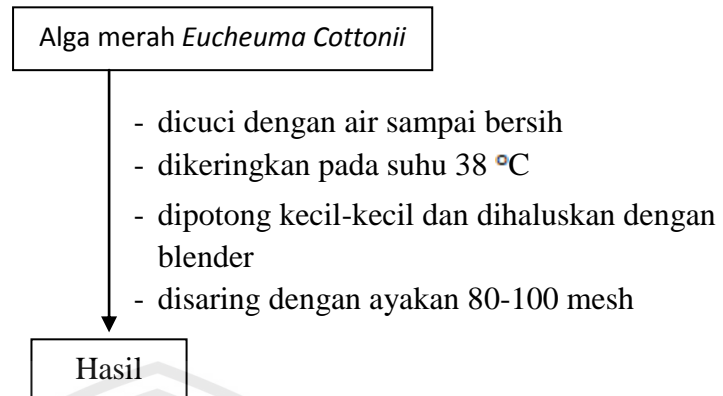 Alga merah Eucheuma Cottonii
- dicuci dengan air sampai bersih
- dikeringkan pada suhu 38 °C
- dipotong kecil-kecil dan dihaluskan dengan
blender
- disaring dengan ayakan 80-100 mesh
Hasil